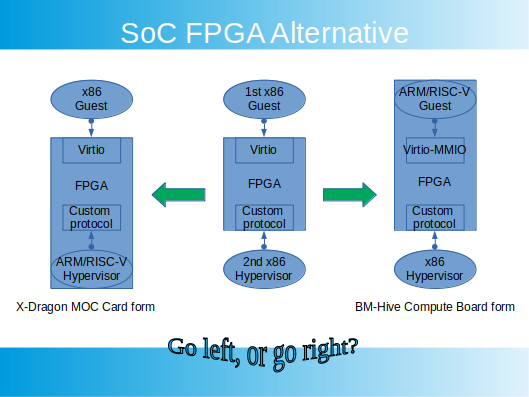 SoC FPGA Alternative
x86
Guest
Virtio
FPGA
Custom
protocol
ARM/RISC-V
Hypervisor
X-Dragon MOC Card form
1st x86
Guest
Virtio
FPGA
Custom
protocol
2nd x86
Hypervisor
ARM/RISC-V
Guest
Virtio-MMIO
FPGA
Custom
protocol
x86
Hypervisor
BM-Hive Compute Board form
Go left, or go right?